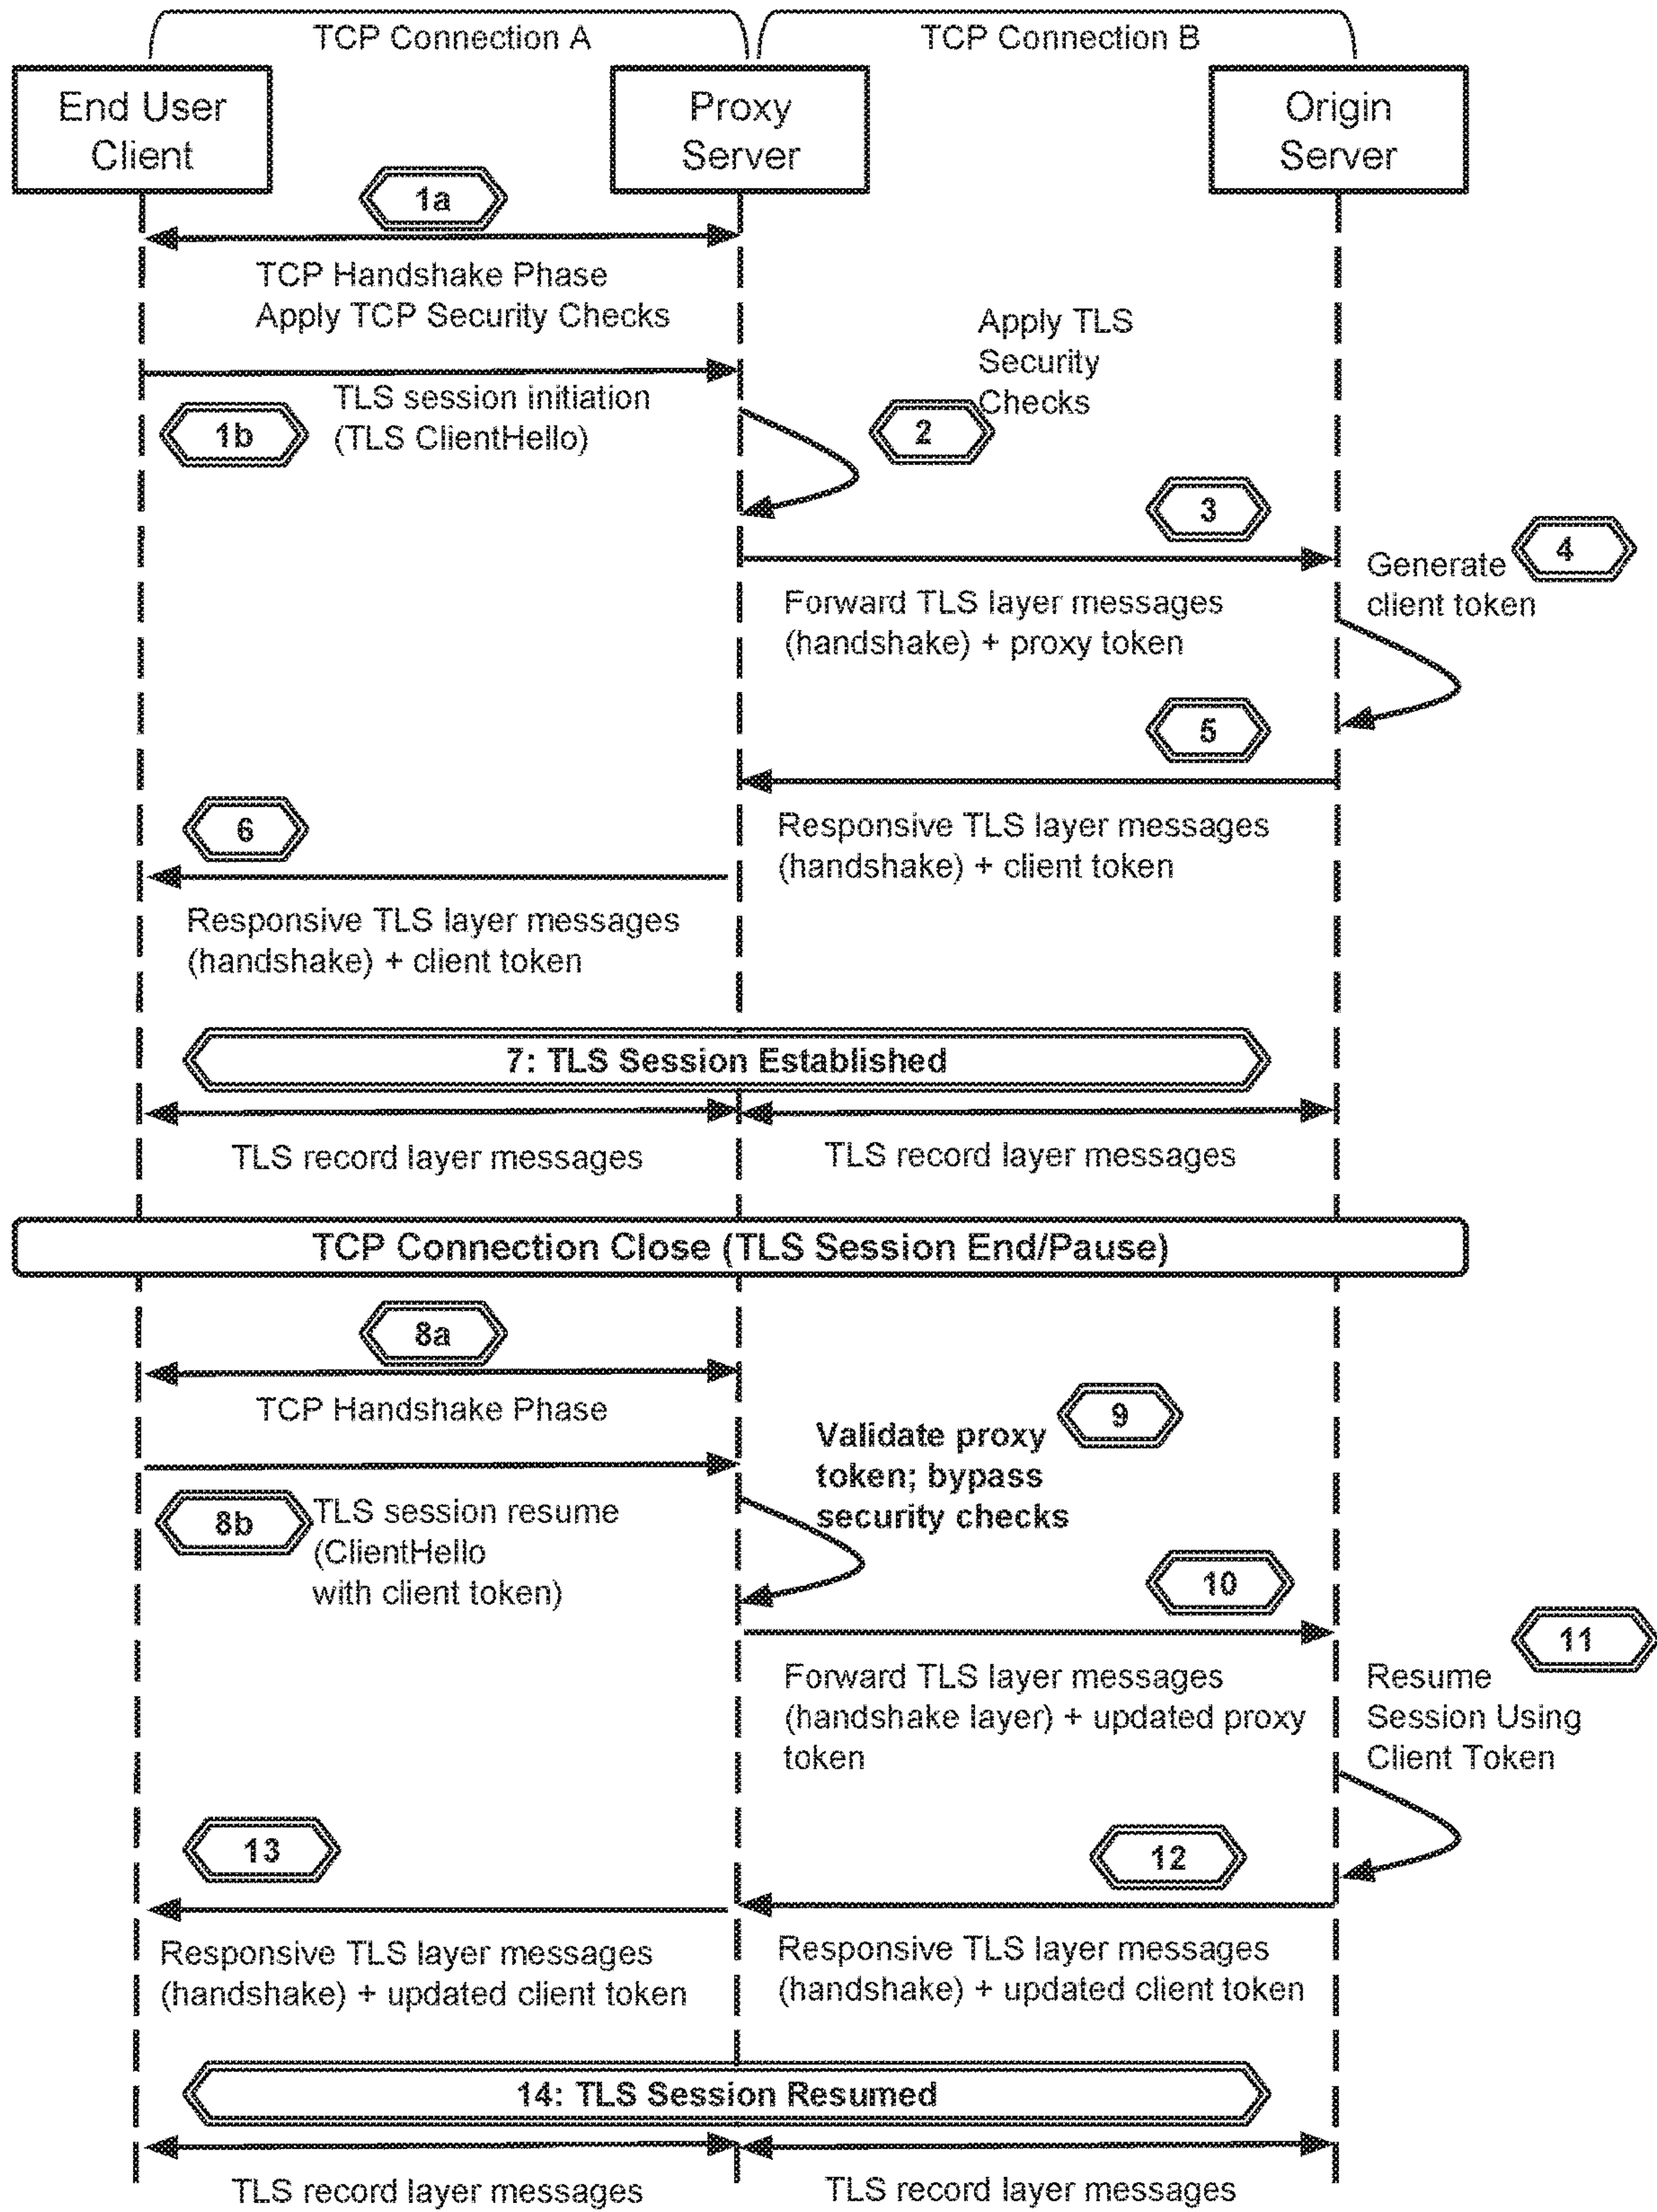 TCP Connection A
TCP Connection B
End User
Client
Proxy
Server
Origin
Server
1a
TCP Handshake Phase
Apply TCP Security Checks
1b
TLS session initiation
(TLS ClientHello)
Apply TLS
Security
Checks
2
3
Forward TLS layer messages
(handshake) + proxy token
4
Generate
client token
5
Responsive TLS layer messages
(handshake) + client token
6
Responsive TLS layer messages
(handshake) + client token
7: TLS Session Established
TLS record layer messages
TLS record layer messages
TCP Connection Close (TLS Session End/Pause)
8a
TCP Handshake Phase
8b
TLS session resume
(ClientHello
with client token)
9
Validate proxy
token; bypass
security checks
10
Forward TLS layer messages
(handshake layer) + updated proxy
token
11
Resume
Session Using
Client Token
12
Responsive TLS layer messages
(handshake) + updated client token
13
Responsive TLS layer messages
(handshake) + updated client token
14: TLS Session Resumed
TLS record layer messages
TLS record layer messages